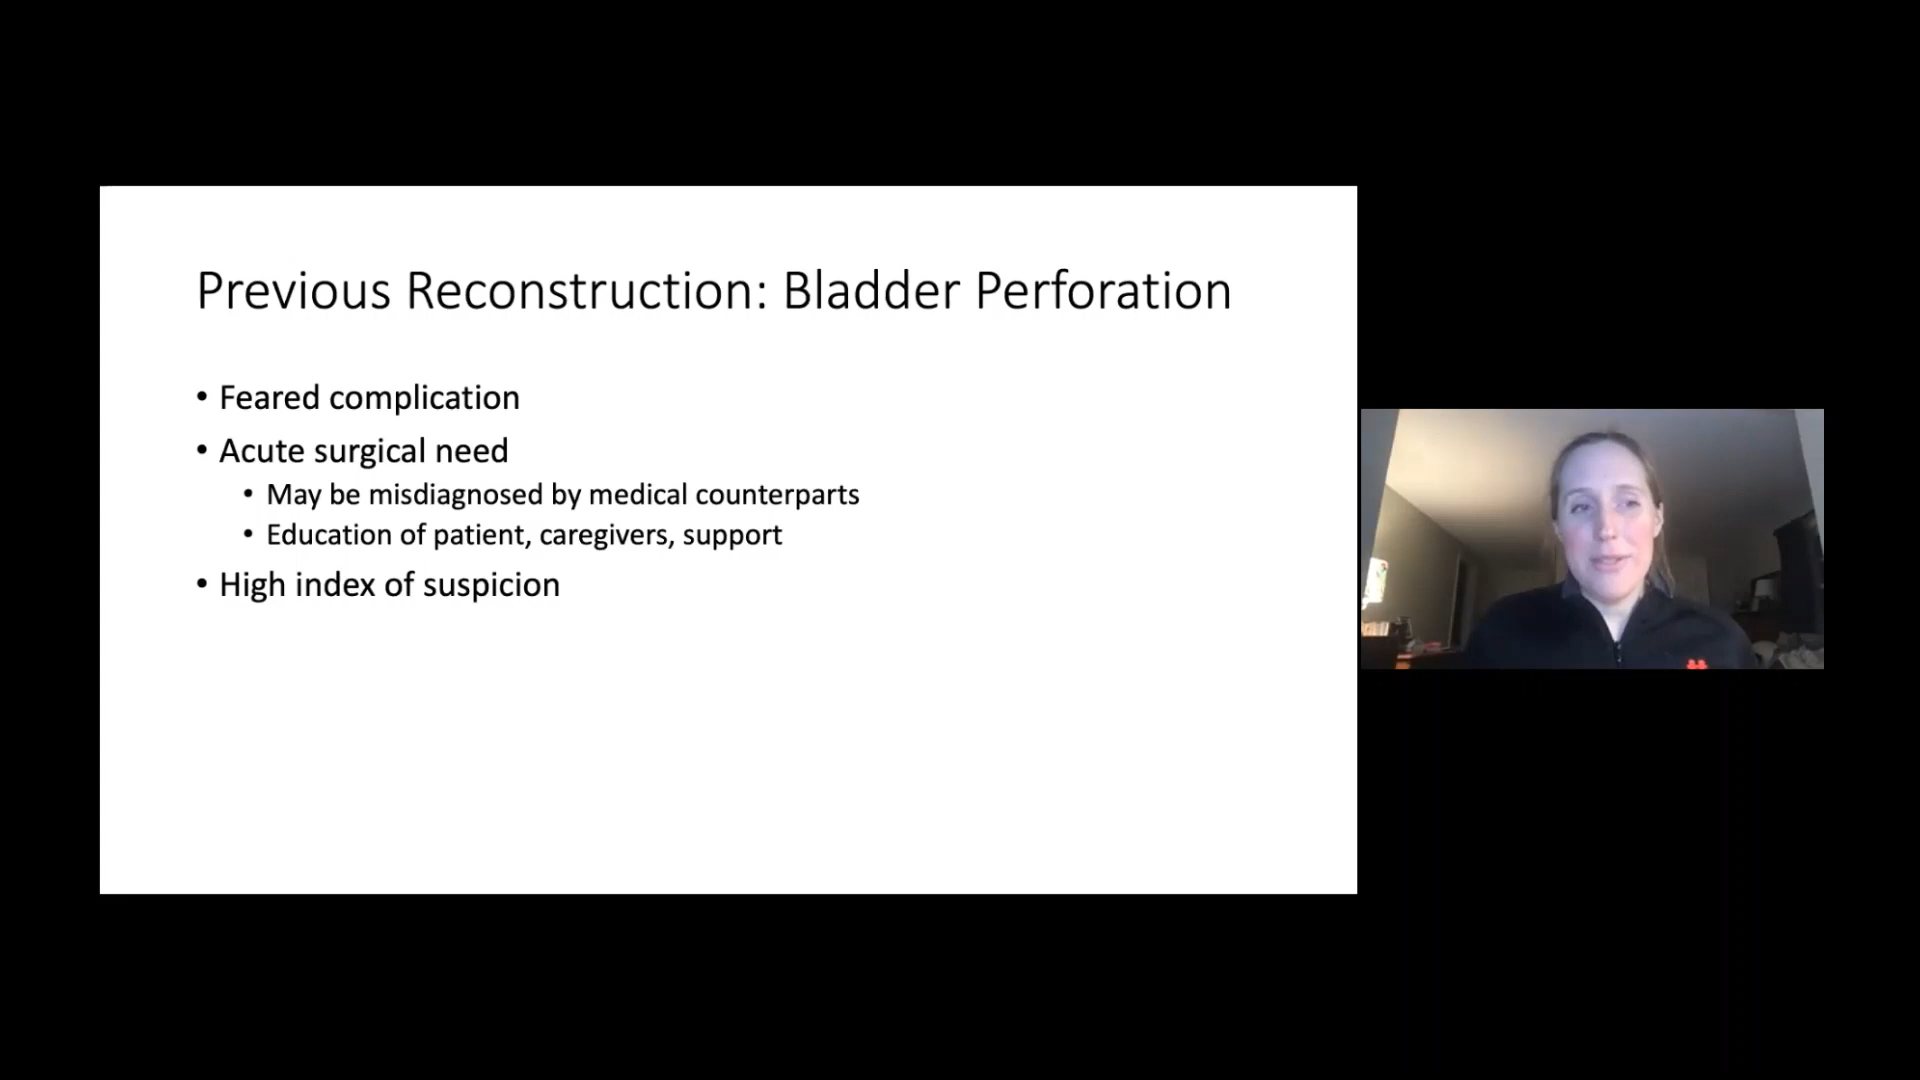 Previous Reconstruction: Bladder Perforation
• Feared complication
• Acute surgical need
• May be misdiagnosed by medical counterparts
• Education of patient, caregivers, support
• High index of suspicion